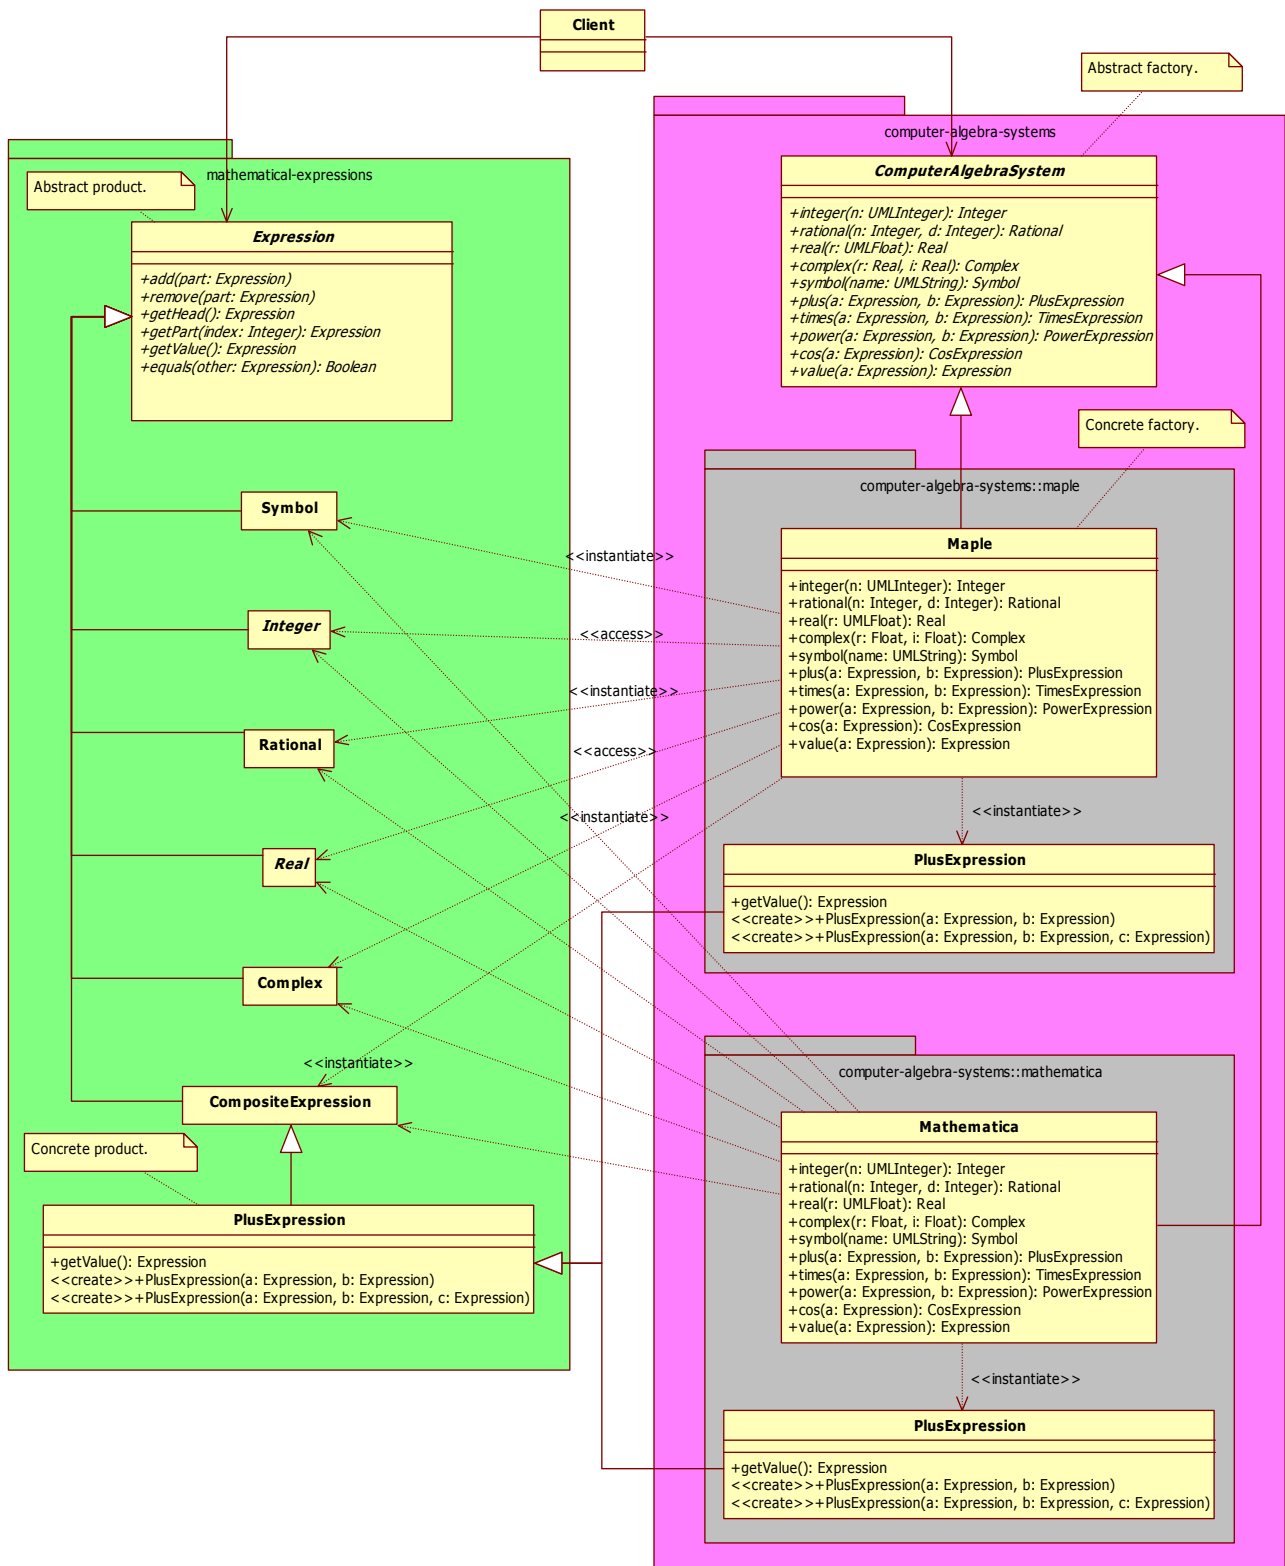 Client
Abstract factory.
computer-algebra-systems
ComputerAlgebraSystem
+integer(n: UMLInteger): Integer
+rational(n: Integer, d: Integer): Rational
+real(r: UMLFloat): Real
+complex(r: Real, i: Real): Complex
+symbol(name: UMLString): Symbol
+plus(a: Expression, b: Expression): PlusExpression
+times(a: Expression, b: Expression): TimesExpression
+power(a: Expression, b: Expression): PowerExpression
+cos(a: Expression): CosExpression
+value(a: Expression): Expression
mathematical-expressions
Abstract product.
Expression
+add(part: Expression)
+remove(part: Expression)
+getHead(): Expression
+getPart(index: Integer): Expression
+getValue(): Expression
+equals(other: Expression): Boolean
Concrete factory.
computer-algebra-systems::maple
Maple
+integer(n: UMLInteger): Integer
+rational(n: Integer, d: Integer): Rational
+real(r: UMLFloat): Real
+complex(r: Float, i: Float): Complex
+symbol(name: UMLString): Symbol
+plus(a: Expression, b: Expression): PlusExpression
+times(a: Expression, b: Expression): TimesExpression
+power(a: Expression, b: Expression): PowerExpression
+cos(a: Expression): CosExpression
+value(a: Expression): Expression
Symbol
<<instantiate>>
Integer
<<access>>
<<instantiate>>
Rational
<<access>>
<<instantiate>>
<<instantiate>>
Real
PlusExpression
+getValue(): Expression
<<create>>+PlusExpression(a: Expression, b: Expression)
<<create>>+PlusExpression(a: Expression, b: Expression, c: Expression)
Complex
<<instantiate>>
CompositeExpression
Concrete product.
PlusExpression
+getValue(): Expression
<<create>>+PlusExpression(a: Expression, b: Expression)
<<create>>+PlusExpression(a: Expression, b: Expression, c: Expression)
computer-algebra-systems::mathematica
Mathematica
+integer(n: UMLInteger): Integer
+rational(n: Integer, d: Integer): Rational
+real(r: UMLFloat): Real
+complex(r: Float, i: Float): Complex
+symbol(name: UMLString): Symbol
+plus(a: Expression, b: Expression): PlusExpression
+times(a: Expression, b: Expression): TimesExpression
+power(a: Expression, b: Expression): PowerExpression
+cos(a: Expression): CosExpression
+value(a: Expression): Expression
<<instantiate>>
PlusExpression
+getValue(): Expression
<<create>>+PlusExpression(a: Expression, b: Expression)
<<create>>+PlusExpression(a: Expression, b: Expression, c: Expression)